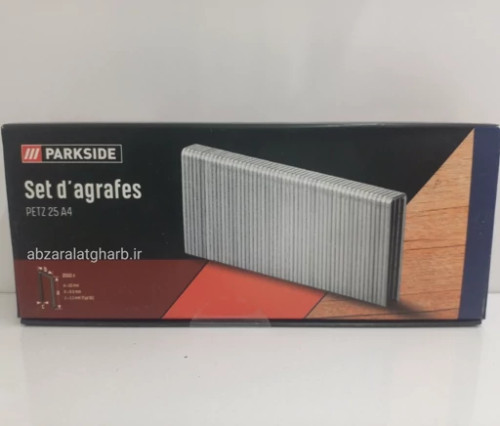 PARKSIDE
Set d'agrafes
PETZ 25 A4
abzaralatgharb.ir